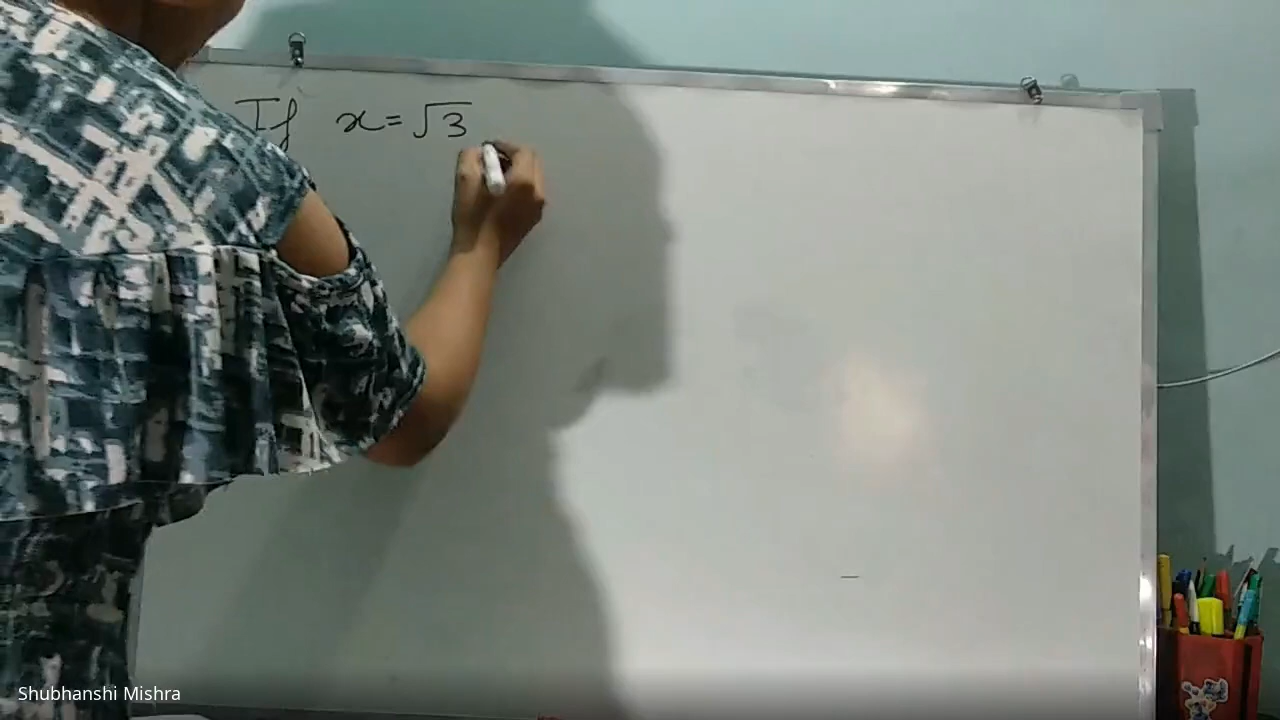 If x = √3
Shubhanshi Mishra